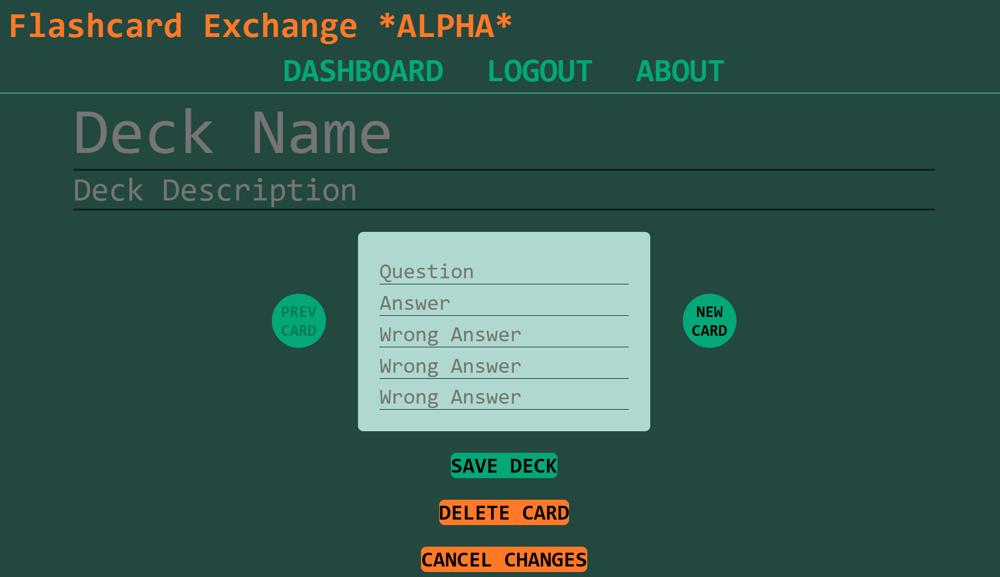 Flashcard Exchange *ALPHA*
DASHBOARD LOGOUT ABOUT
Deck Name
Deck Description
Question
Answer
Wrong Answer
Wrong Answer
Wrong Answer
PREV
CARD
NEW
CARD
SAVE DECK
DELETE CARD
CANCEL CHANGES